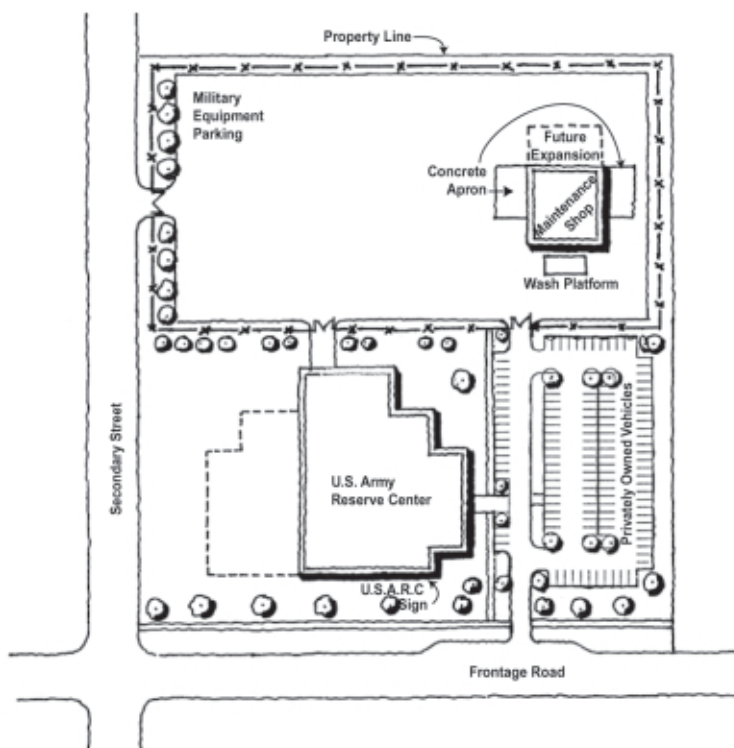 Property Line
Military
Equipment
Parking
Future
Expansion
Concrete
Apron
Maintenance
Shop
Wash Platform
Secondary Street
U.S. Army
Reserve Center
Privately Owned Vehicles
U.S.A.R.C
Sign
Frontage Road